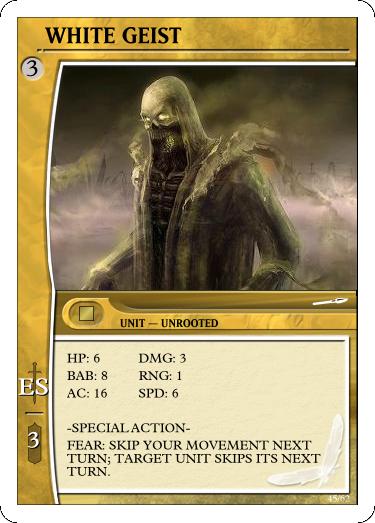 WHITE GEIST
3
UNIT — UNROOTED
HP: 6 DMG: 3
BAB: 8 RNG: 1
AC: 16 SPD: 6
-SPECIAL ACTION-
FEAR: SKIP YOUR MOVEMENT NEXT
TURN; TARGET UNIT SKIPS ITS NEXT
TURN.
ES
—
3
45/62